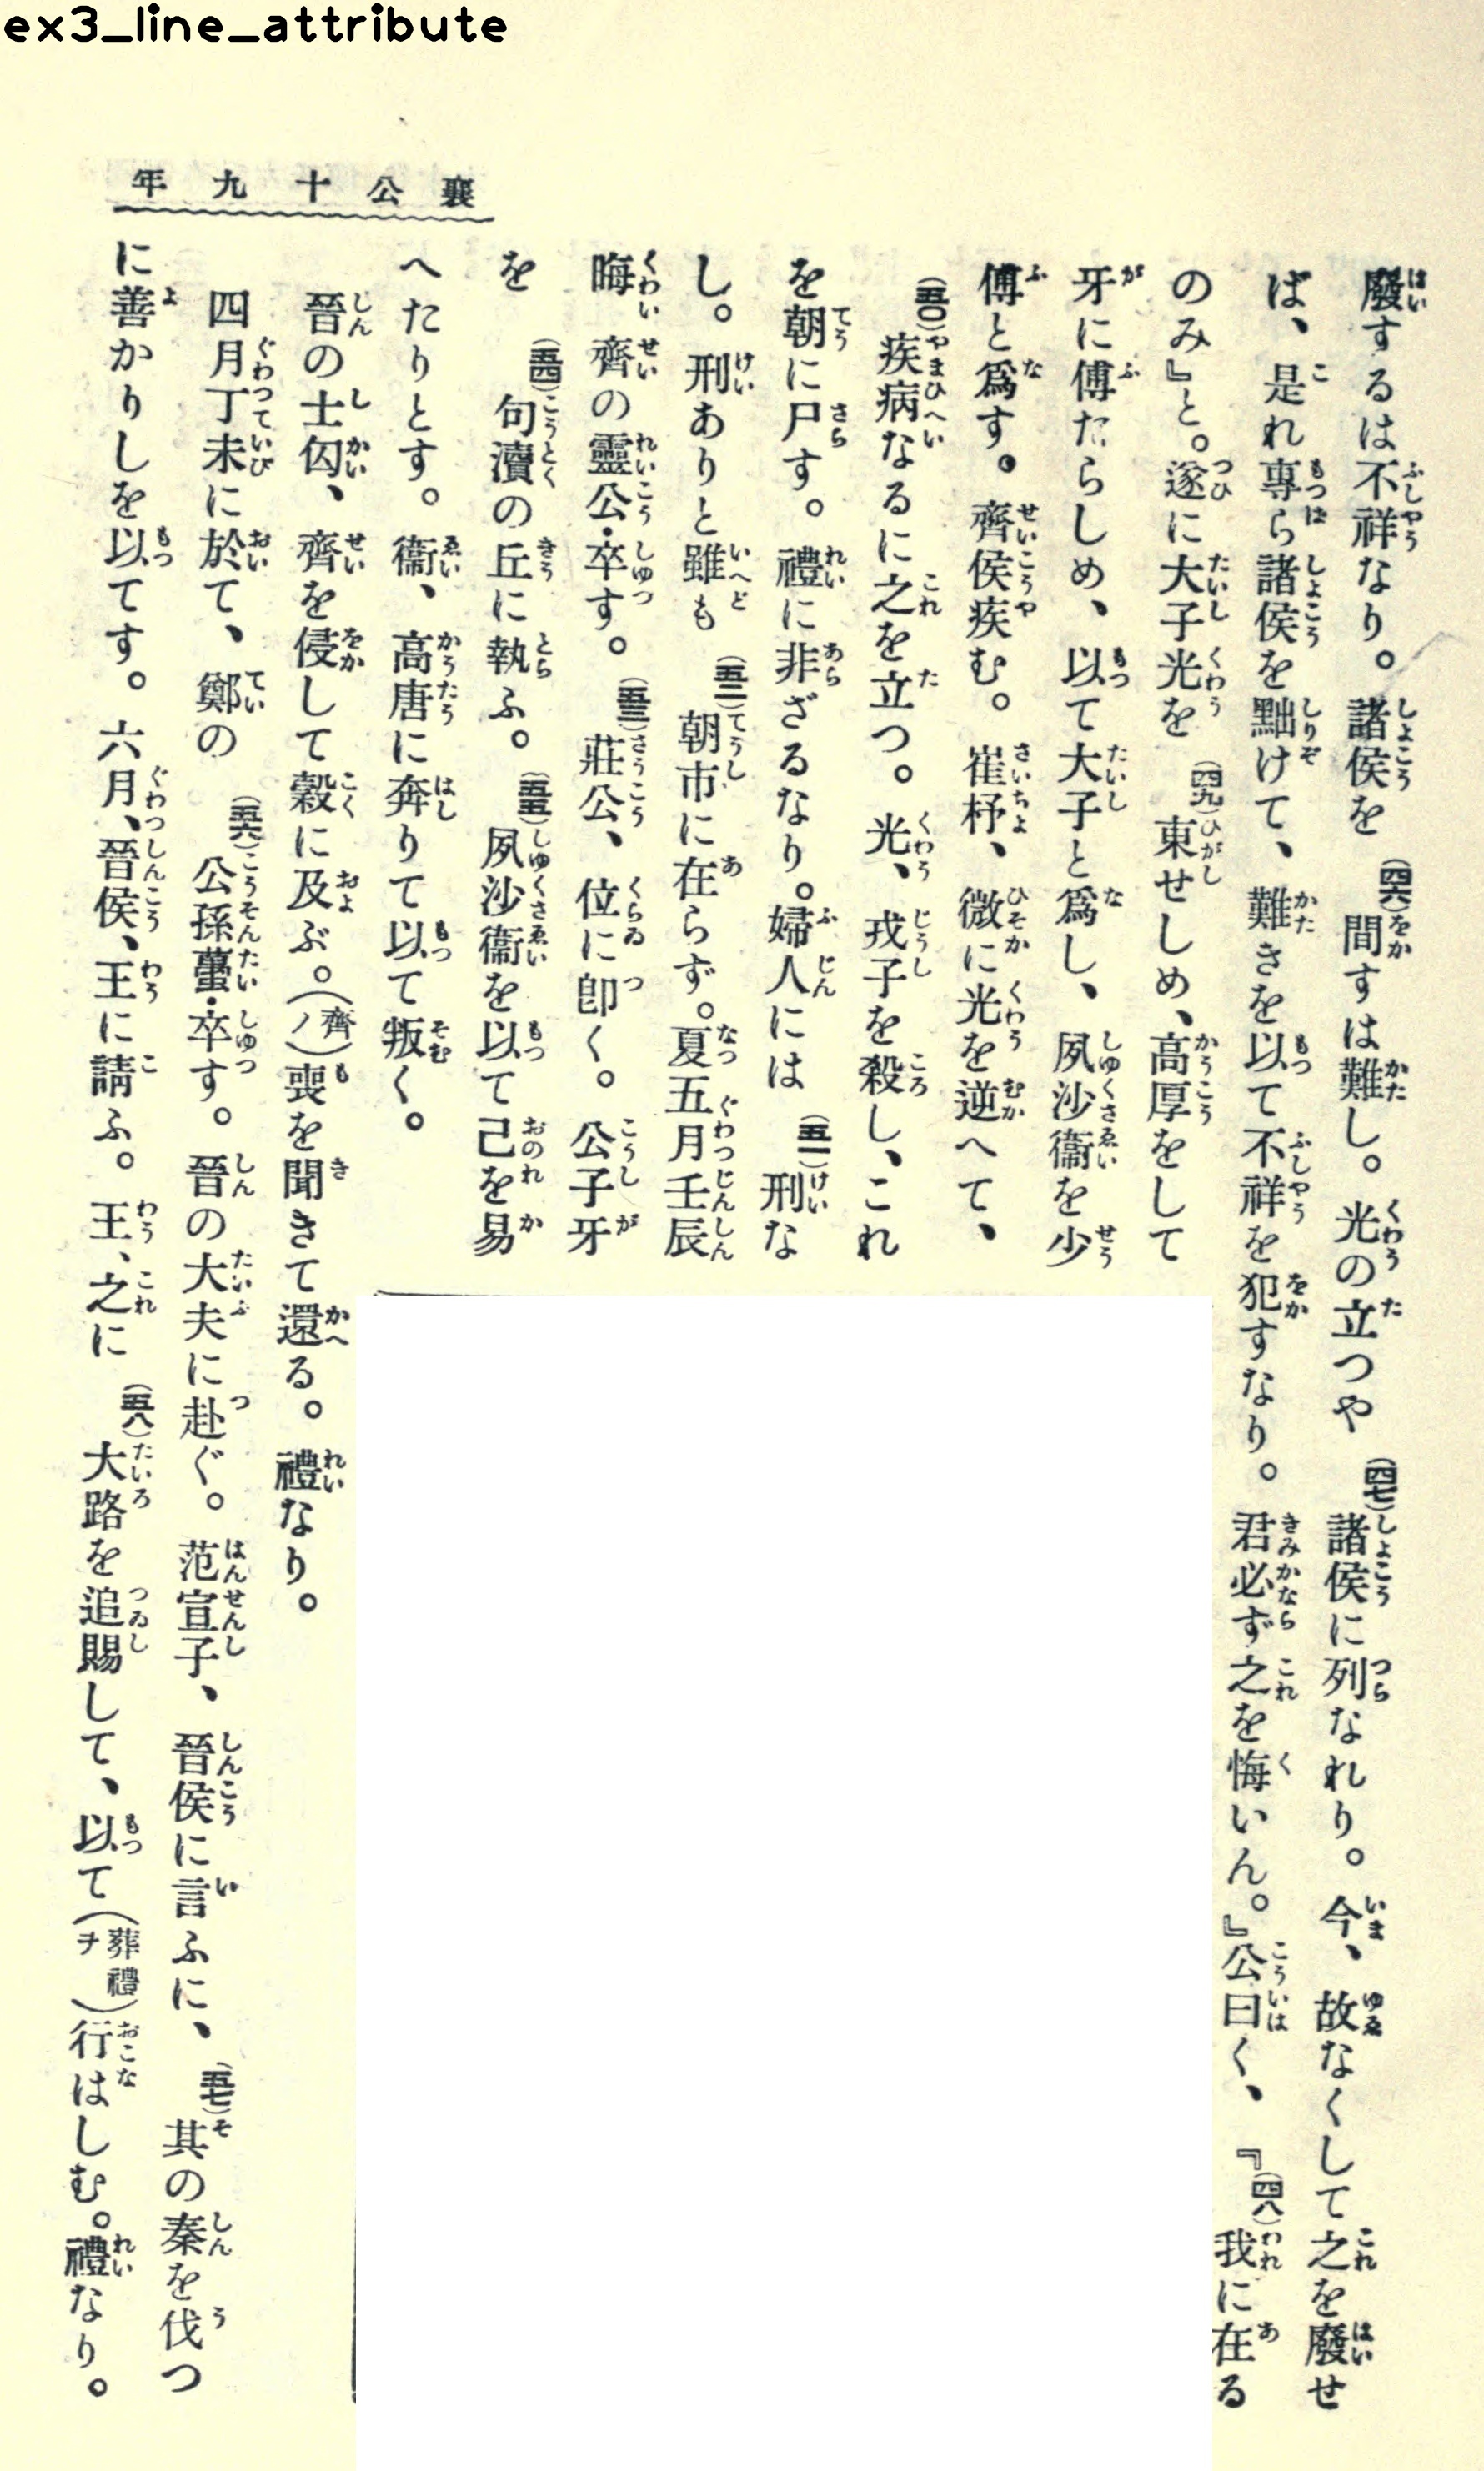 ex3_line_attribute
襄公十九年
廢するは不祥なり。諸侯を(四六)間すは難し。光の立つや(四七)諸侯に列なれり。今、故なくして之を廢せ
ば、是れ專ら諸侯を黜けて、難きを以て不祥を犯すなり。君必ず之を悔いん。』公曰く、『(四八)我に在る
のみ』と。遂に大子光を(四九)東せしめ、高厚をして
牙に傅たらしめ、以て大子と爲し、夙沙衞を少
傅と爲す。齊侯疾む。崔杼、微に光を逆へて、
(五〇)疾病なるに之を立つ。光、戎子を殺し、これ
を朝に尸す。禮に非ざるなり。婦人には(五一)刑な
し。刑ありと雖も(五二)朝市に在らず。夏五月壬辰
晦、齊の靈公・卒す。(五三)莊公、位に卽く。公子牙
を(五四)句瀆の丘に執ふ。(五五)夙沙衞を以て己を易
へたりとす。衞、高唐に奔りて以て叛く。
晉の士匃、齊を侵して穀に及ぶ。(齊ノ)喪を聞きて還る。禮なり。
四月丁未に於て、鄭の(五六)公孫蠆・卒す。晉の大夫に赴ぐ。范宣子、晉侯に言ふに、(五七)其の秦を伐つ
に善かりしを以てす。六月、晉侯、王に請ふ。王、之に(五八)大路を追賜して、以て(葬禮ヲ)行はしむ。禮なり。